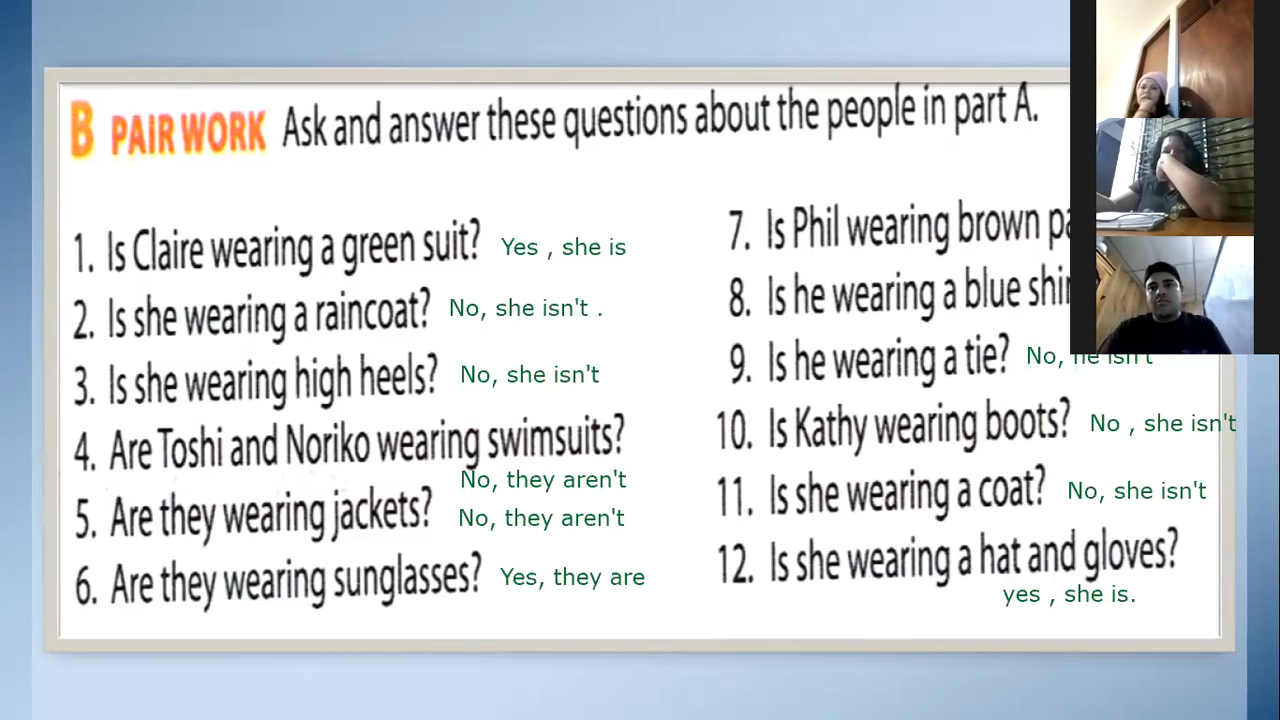 B PAIR WORK Ask and answer these questions about the people in part A.
1. Is Claire wearing a green suit? Yes , she is
2. Is she wearing a raincoat? No, she isn't .
3. Is she wearing high heels? No, she isn't
4. Are Toshi and Noriko wearing swimsuits?
No, they aren't
5. Are they wearing jackets? No, they aren't
6. Are they wearing sunglasses? Yes, they are
7. Is Phil wearing brown
8. Is he wearing a blue
9. Is he wearing a tie? No, he isn't
10. Is Kathy wearing boots? No , she isn't
11. Is she wearing a coat? No, she isn't
12. Is she wearing a hat and gloves?
yes , she is.